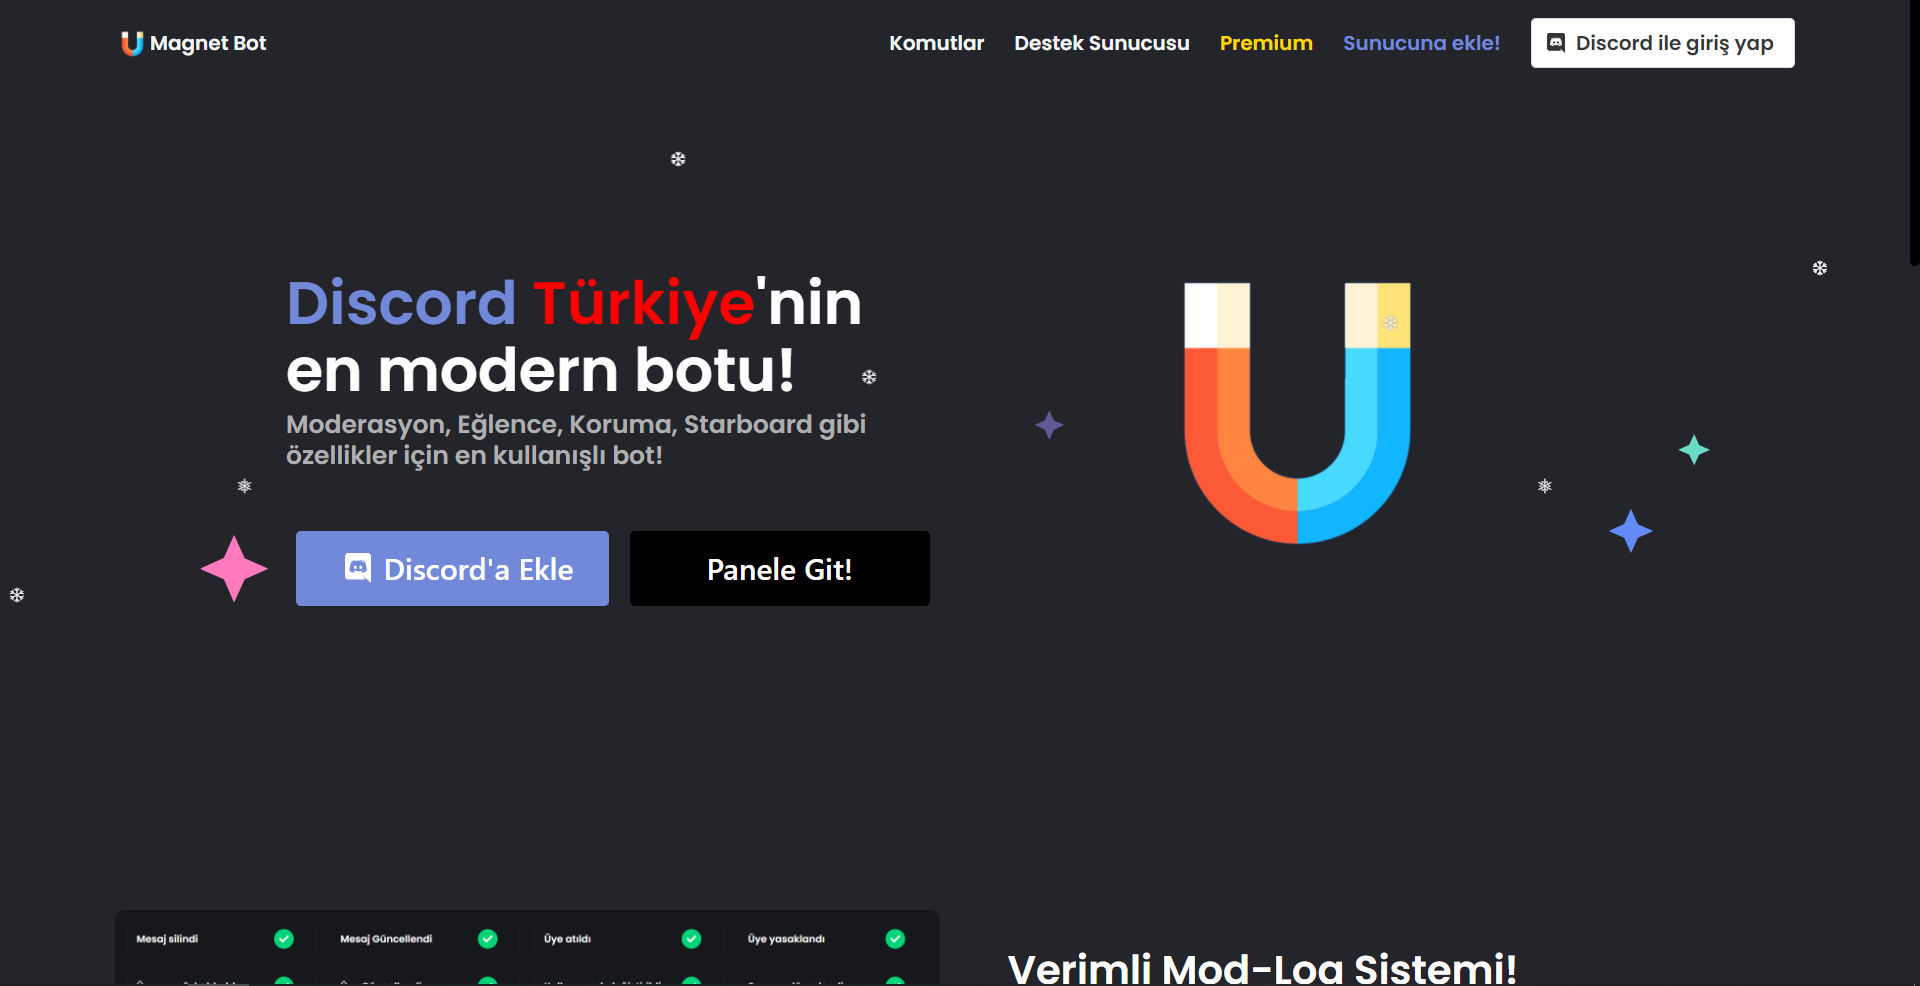 Magnet Bot
Komutlar
Destek Sunucusu
Premium
Sunucuna ekle!
Discord ile giriş yap
Discord Türkiye'nin
en modern botu!
Moderasyon, Eğlence, Koruma, Starboard gibi
özellikler için en kullanışlı bot!
Discord'a Ekle
Panele Git!
Mesaj silindi
Mesaj Güncellendi
Üye atıldı
Üye yasaklandı
Verimli Mod-Log Sistemi!